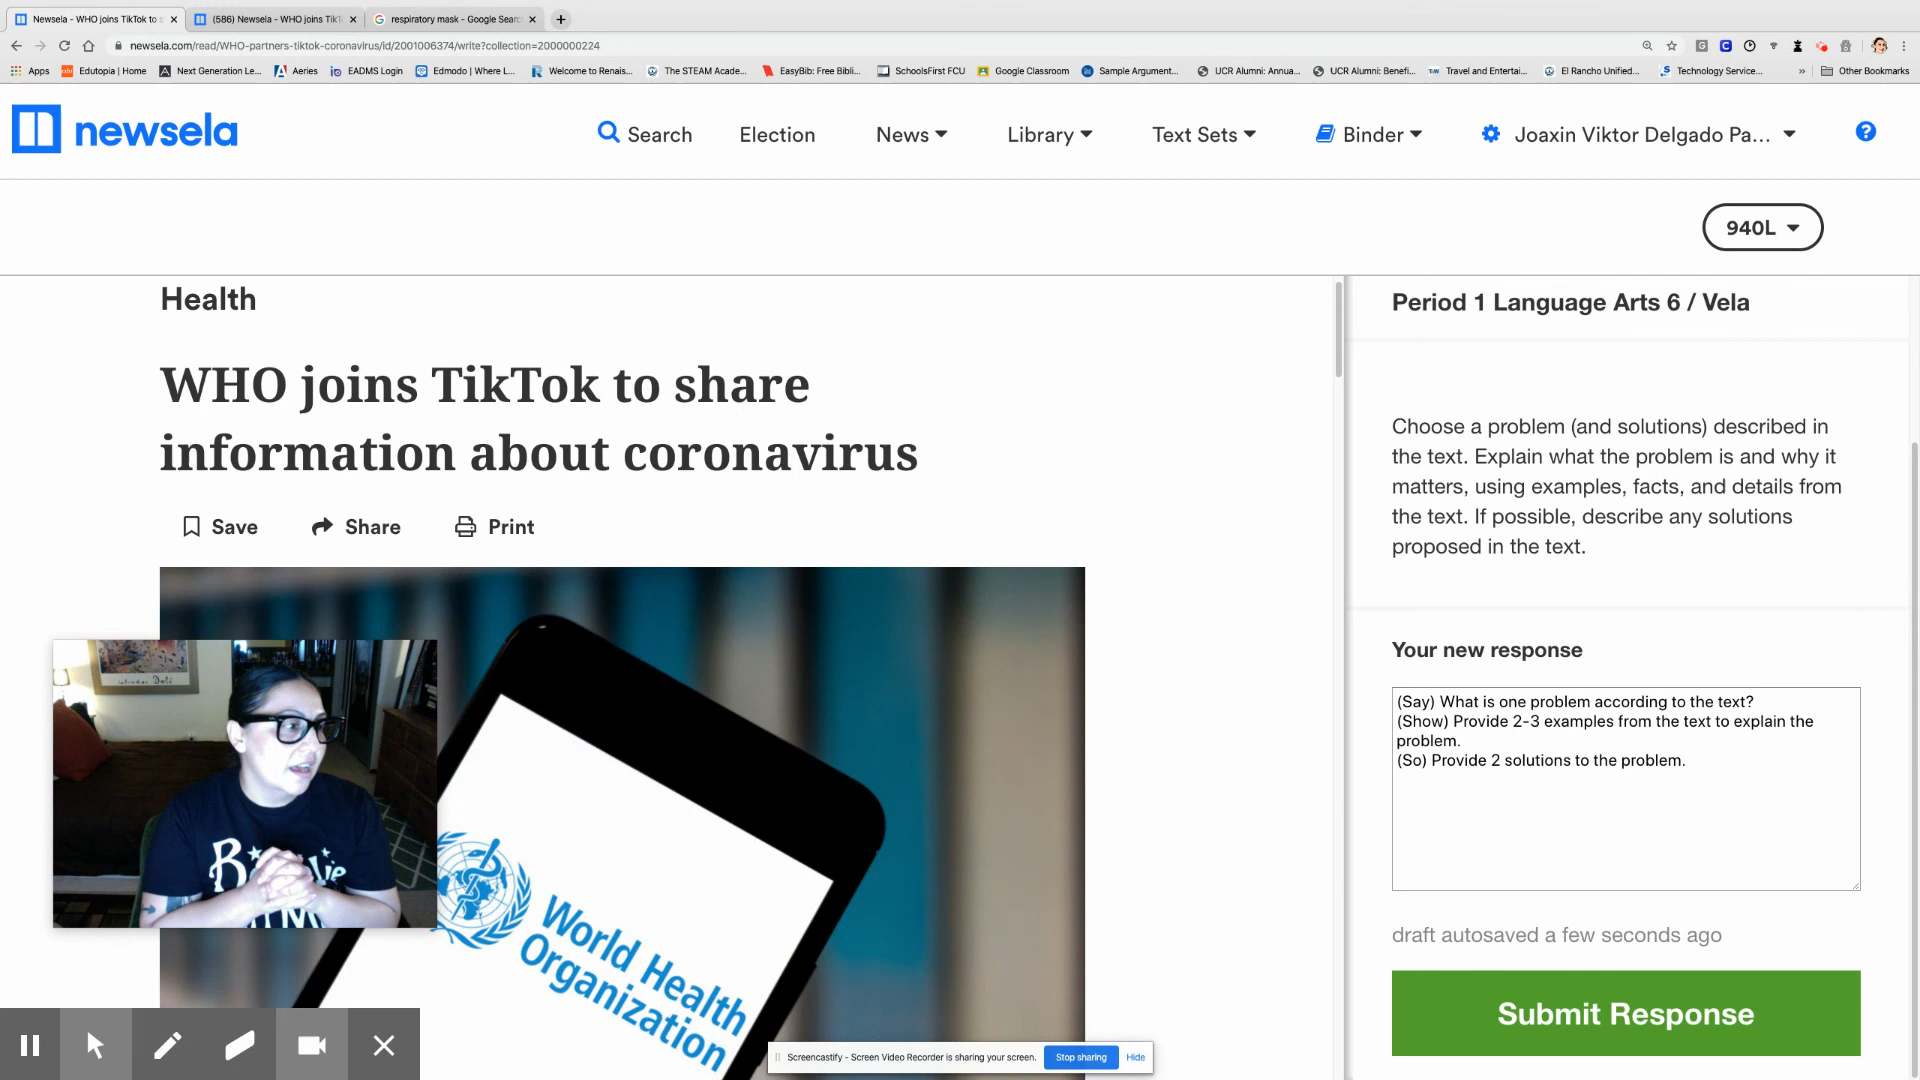 Newsela - WHO joins TikTok to s
(586) Newsela - WHO joins TikT
respiratory mask - Google Searc
newsela.com/read/WHO-partners-tiktok-coronavirus/id/2001006374/write?collection=2000000224
Apps
Edutopia | Home
Next Generation Le...
Aeries
EADMS Login
Edmodo | Where L...
Welcome to Renais...
The STEAM Acade...
EasyBib: Free Bibli...
SchoolsFirst FCU
Google Classroom
Sample Argument...
UCR Alumni: Annua...
UCR Alumni: Benefi...
Travel and Entertai...
El Rancho Unified...
Technology Service...
»
Other Bookmarks
newsela
Search
Election
News
Library
Text Sets
Binder
Joaxin Viktor Delgado Pa...
?
940L
Health
WHO joins TikTok to share
information about coronavirus
Save
Share
Print
World Health
Organization
Period 1 Language Arts 6 / Vela
Choose a problem (and solutions) described in
the text. Explain what the problem is and why it
matters, using examples, facts, and details from
the text. If possible, describe any solutions
proposed in the text.
Your new response
(Say) What is one problem according to the text?
(Show) Provide 2-3 examples from the text to explain the
problem.
(So) Provide 2 solutions to the problem.
draft autosaved a few seconds ago
Submit Response
Screencastify - Screen Video Recorder is sharing your screen.
Stop sharing
Hide